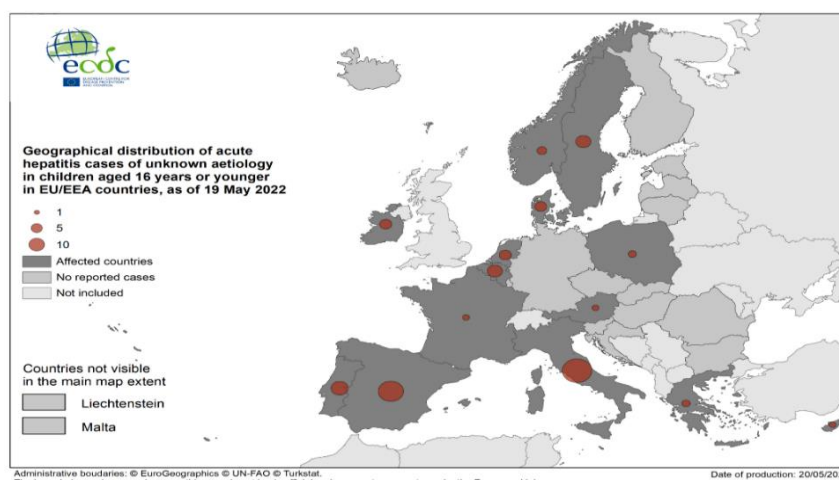 ecdc
Geographical distribution of acute
hepatitis cases of unknown aetiology
in children aged 16 years or younger
in EU/EEA countries, as of 19 May 2022
1
5
10
Affected countries
No reported cases
Not included
Countries not visible
in the main map extent
Liechtenstein
Malta
Administrative boudaries: © EuroGeographics © UN-FAO © Turkstat.
Date of production: 20/05/20